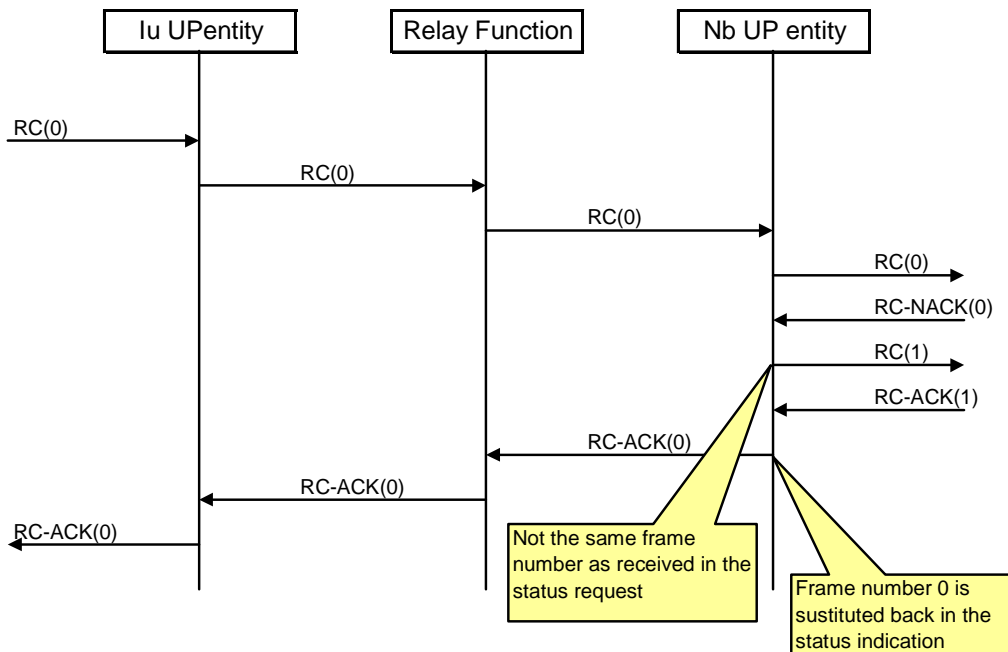 Iu UPentity
Relay Function
Nb UP entity
RC(0)
RC(0)
RC(0)
RC(0)
RC-NACK(0)
RC(1)
RC-ACK(1)
RC-ACK(0)
RC-ACK(0)
RC-ACK(0)
Not the same frame
number as received in the
status request
Frame number 0 is
sustituted back in the
status indication